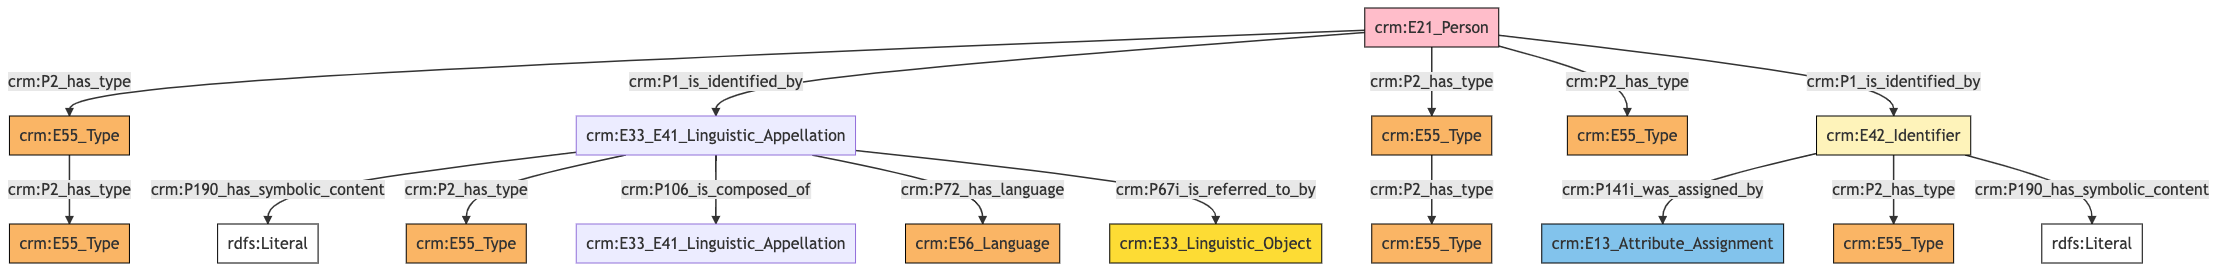 crm:E21_Person
crm:P2_has_type
crm:P1_is_identified_by
crm:P2_has_type
crm:P2_has_type
crm:P1_is_identified_by
crm:E55_Type
crm:E33_E41_Linguistic_Appellation
crm:E55_Type
crm:E55_Type
crm:E42_Identifier
crm:P2_has_type
crm:P190_has_symbolic_content
crm:P2_has_type
crm:P106_is_composed_of
crm:P72_has_language
crm:P67i_is_referred_to_by
crm:P2_has_type
crm:P141i_was_assigned_by
crm:P2_has_type
crm:P190_has_symbolic_content
crm:E55_Type
rdfs:Literal
crm:E55_Type
crm:E33_E41_Linguistic_Appellation
crm:E56_Language
crm:E33_Linguistic_Object
crm:E55_Type
crm:E13_Attribute_Assignment
crm:E55_Type
rdfs:Literal